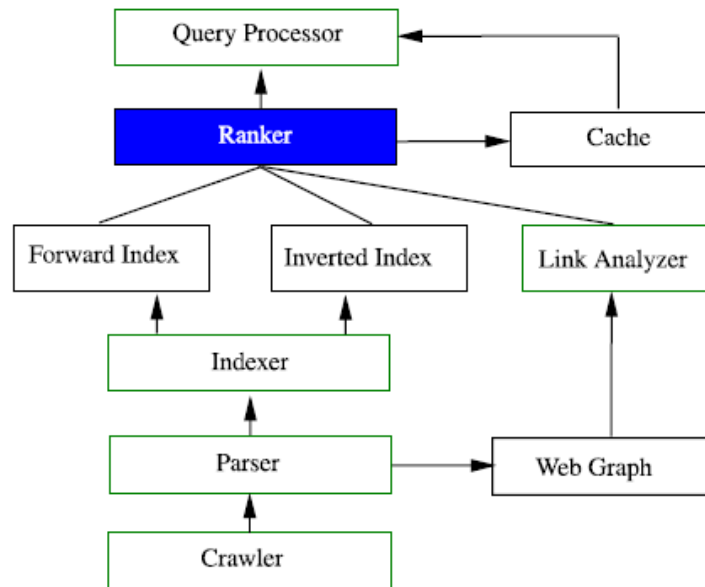 Query Processor
Ranker
Cache
Forward Index
Inverted Index
Link Analyzer
Indexer
Parser
Web Graph
Crawler